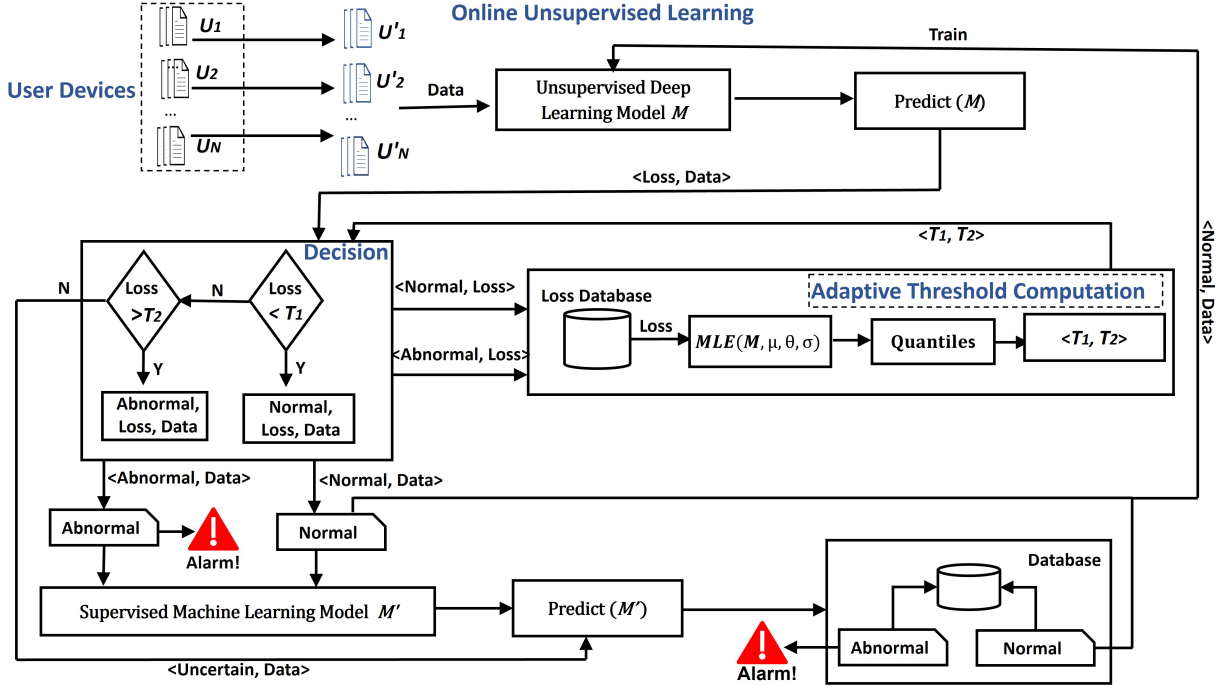 Online Unsupervised Learning
User Devices
U1
U'1
U2
U'2
...
...
UN
U'N
Data
Unsupervised Deep
Learning Model M
Predict (M)
Train
<Loss, Data>
<Normal, Data>
Decision
<T1, T2>
N
Loss
>T2
N
Loss
< T1
Y
Y
Abnormal,
Loss, Data
Normal,
Loss, Data
<Normal, Loss>
<Abnormal, Loss>
Adaptive Threshold Computation
Loss Database
Loss
MLE(M, μ, θ, σ)
Quantiles
<T1, T2>
<Abnormal, Data>
<Normal, Data>
Abnormal
Alarm!
Normal
Supervised Machine Learning Model M'
Predict (M')
<Uncertain, Data>
Database
Abnormal
Normal
Alarm!